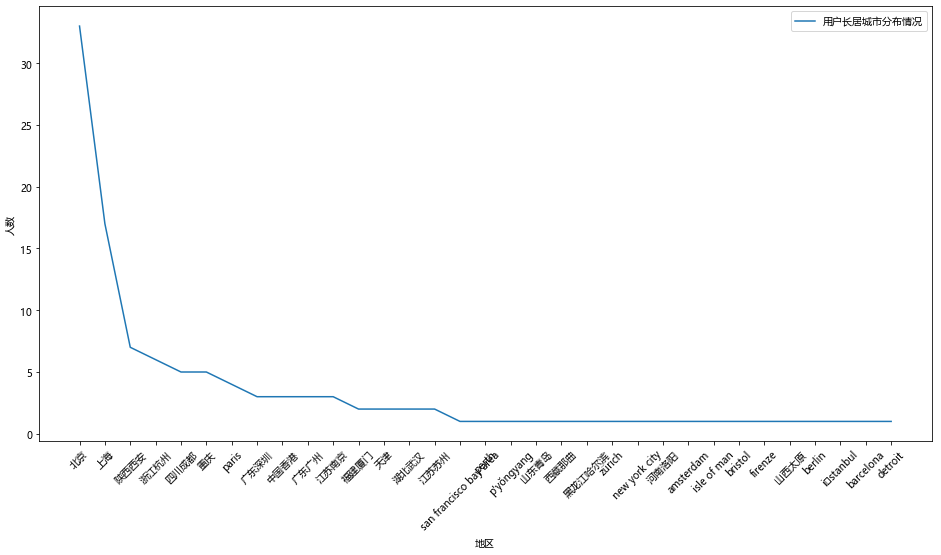 用户长居城市分布情况
30
25
20
15
10
5
0
人数
北京
上海
陕西西安
浙江杭州
四川成都
重庆
paris
广东深圳
中国香港
广东广州
江苏南京
福建厦门
天津
湖北武汉
江苏苏州
san francisco bay area
perth
p'yŏngyang
山东青岛
西藏那曲
黑龙江哈尔滨
zürich
new york city
河南洛阳
amsterdam
isle of man
bristol
firenze
山西太原
berlin
i̇stanbul
barcelona
detroit
地区